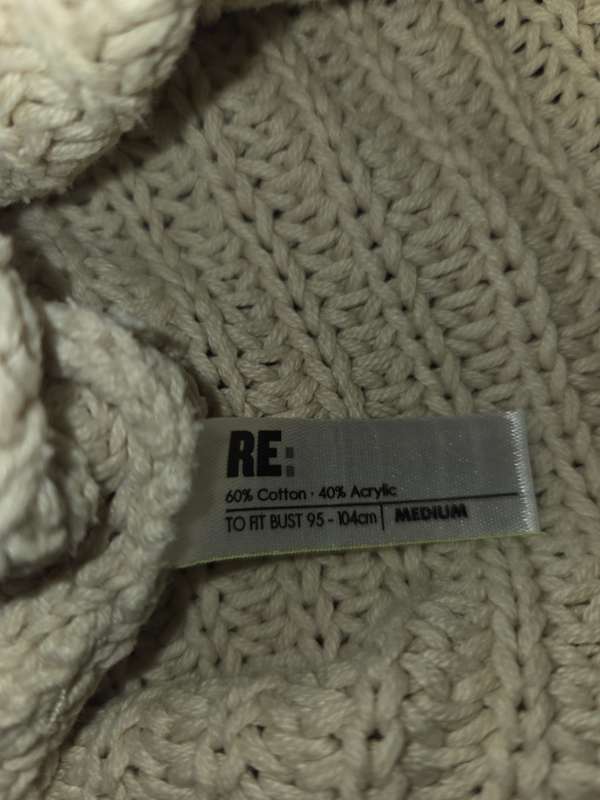 RE:
60% Cotton · 40% Acrylic
TO FIT BUST 95 - 104cm | MEDIUM